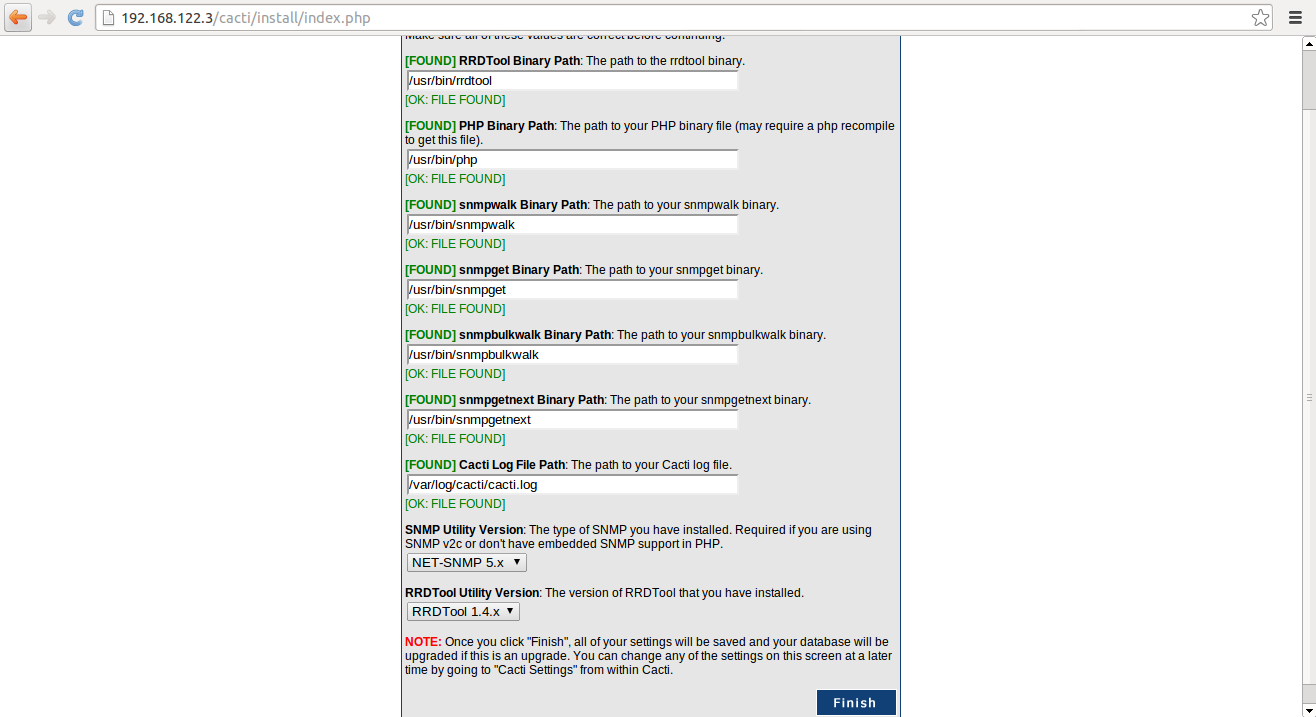 192.168.122.3/cacti/install/index.php
Make sure all of these values are correct before continuing.
[FOUND] RRDTool Binary Path: The path to the rrdtool binary.
/usr/bin/rrdtool
[OK: FILE FOUND]
[FOUND] PHP Binary Path: The path to your PHP binary file (may require a php recompile
to get this file).
/usr/bin/php
[OK: FILE FOUND]
[FOUND] snmpwalk Binary Path: The path to your snmpwalk binary.
/usr/bin/snmpwalk
[OK: FILE FOUND]
[FOUND] snmpget Binary Path: The path to your snmpget binary.
/usr/bin/snmpget
[OK: FILE FOUND]
[FOUND] snmpbulkwalk Binary Path: The path to your snmpbulkwalk binary.
/usr/bin/snmpbulkwalk
[OK: FILE FOUND]
[FOUND] snmpgetnext Binary Path: The path to your snmpgetnext binary.
/usr/bin/snmpgetnext
[OK: FILE FOUND]
[FOUND] Cacti Log File Path: The path to your Cacti log file.
/var/log/cacti/cacti.log
[OK: FILE FOUND]
SNMP Utility Version: The type of SNMP you have installed. Required if you are using
SNMP v2c or don't have embedded SNMP support in PHP.
NET-SNMP 5.x
RRDTool Utility Version: The version of RRDTool that you have installed.
RRDTool 1.4.x
NOTE: Once you click "Finish", all of your settings will be saved and your database will be
upgraded if this is an upgrade. You can change any of the settings on this screen at a later
time by going to "Cacti Settings" from within Cacti.
Finish